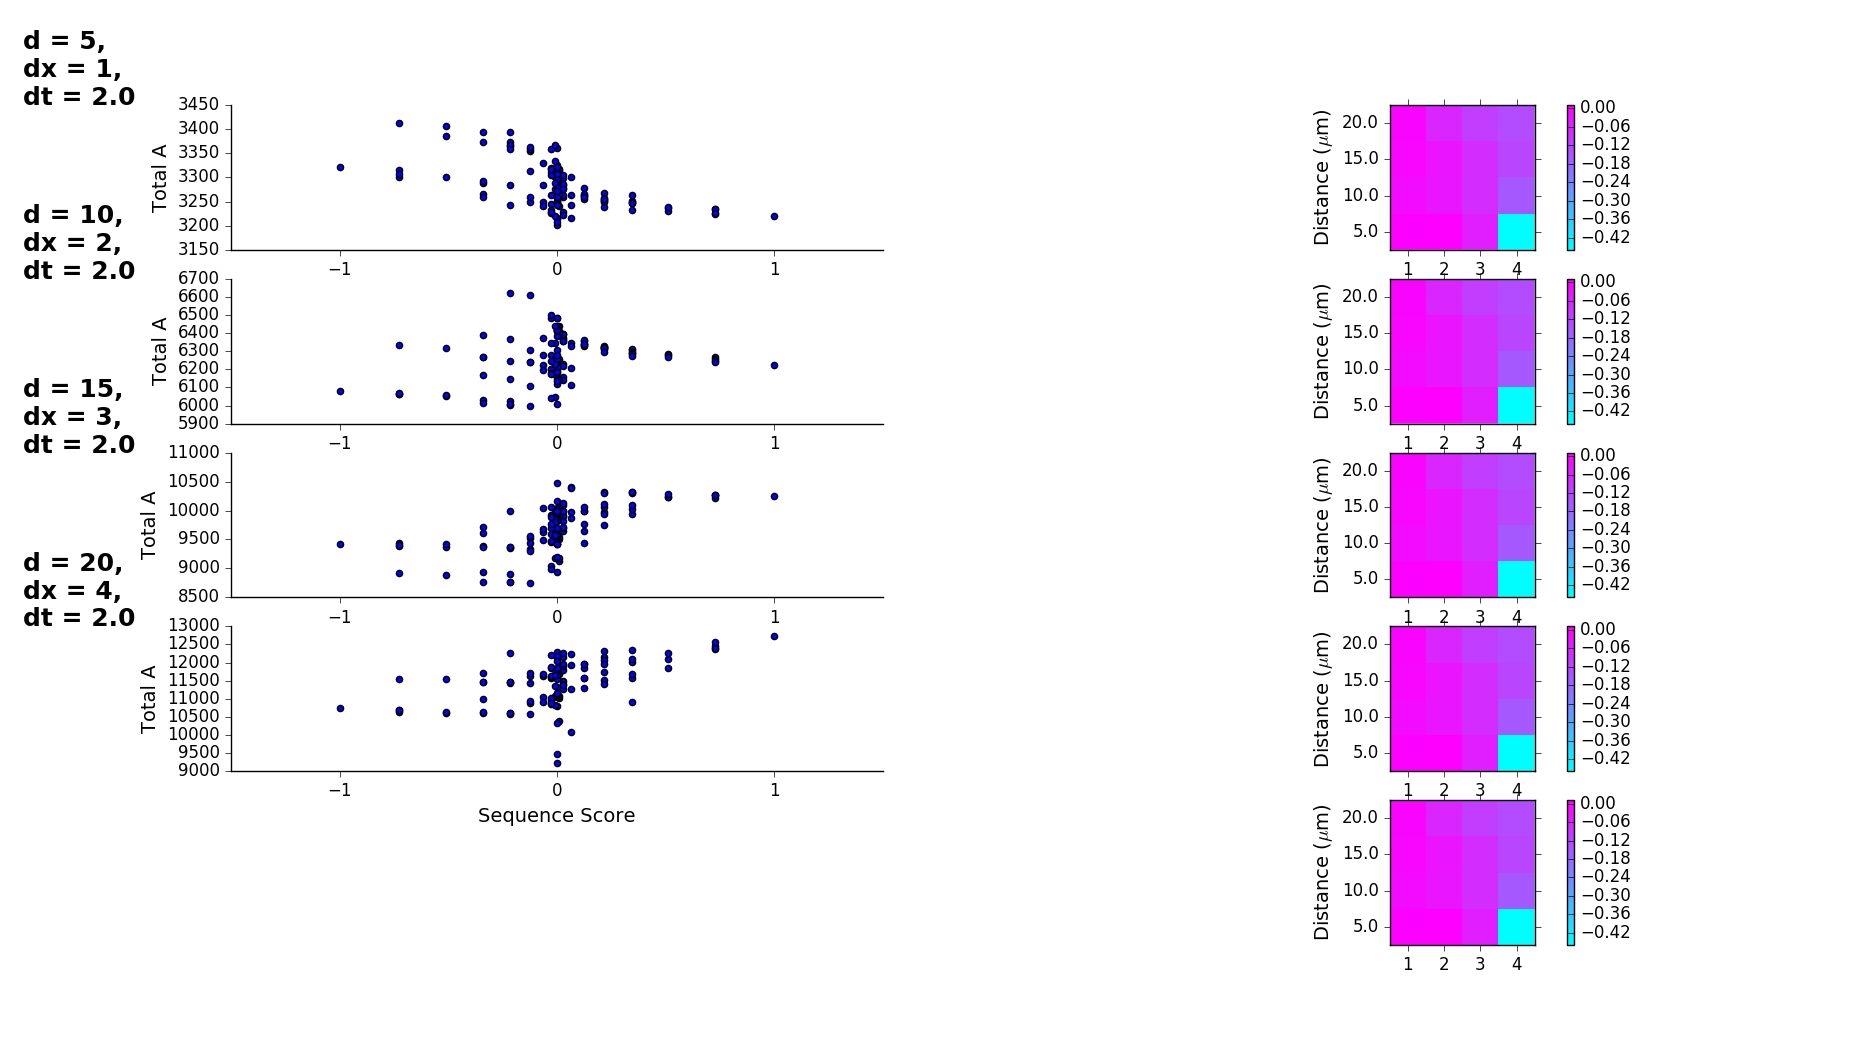 d = 5,
dx = 1,
dt = 2.0
3450
3400
3350
3300
3250
3200
3150
Total A
−1 0 1
d = 10,
dx = 2,
dt = 2.0
6700
6600
6500
6400
6300
6200
6100
6000
5900
Total A
−1 0 1
d = 15,
dx = 3,
dt = 2.0
11000
10500
10000
9500
9000
8500
Total A
−1 0 1
d = 20,
dx = 4,
dt = 2.0
13000
12500
12000
11500
11000
10500
10000
9500
9000
Total A
−1 0 1
Sequence Score
Distance (μm)
20.0
15.0
10.0
5.0
1 2 3 4
0.00
−0.06
−0.12
−0.18
−0.24
−0.30
−0.36
−0.42
Distance (μm)
20.0
15.0
10.0
5.0
1 2 3 4
0.00
−0.06
−0.12
−0.18
−0.24
−0.30
−0.36
−0.42
Distance (μm)
20.0
15.0
10.0
5.0
1 2 3 4
0.00
−0.06
−0.12
−0.18
−0.24
−0.30
−0.36
−0.42
Distance (μm)
20.0
15.0
10.0
5.0
1 2 3 4
0.00
−0.06
−0.12
−0.18
−0.24
−0.30
−0.36
−0.42
Distance (μm)
20.0
15.0
10.0
5.0
1 2 3 4
0.00
−0.06
−0.12
−0.18
−0.24
−0.30
−0.36
−0.42